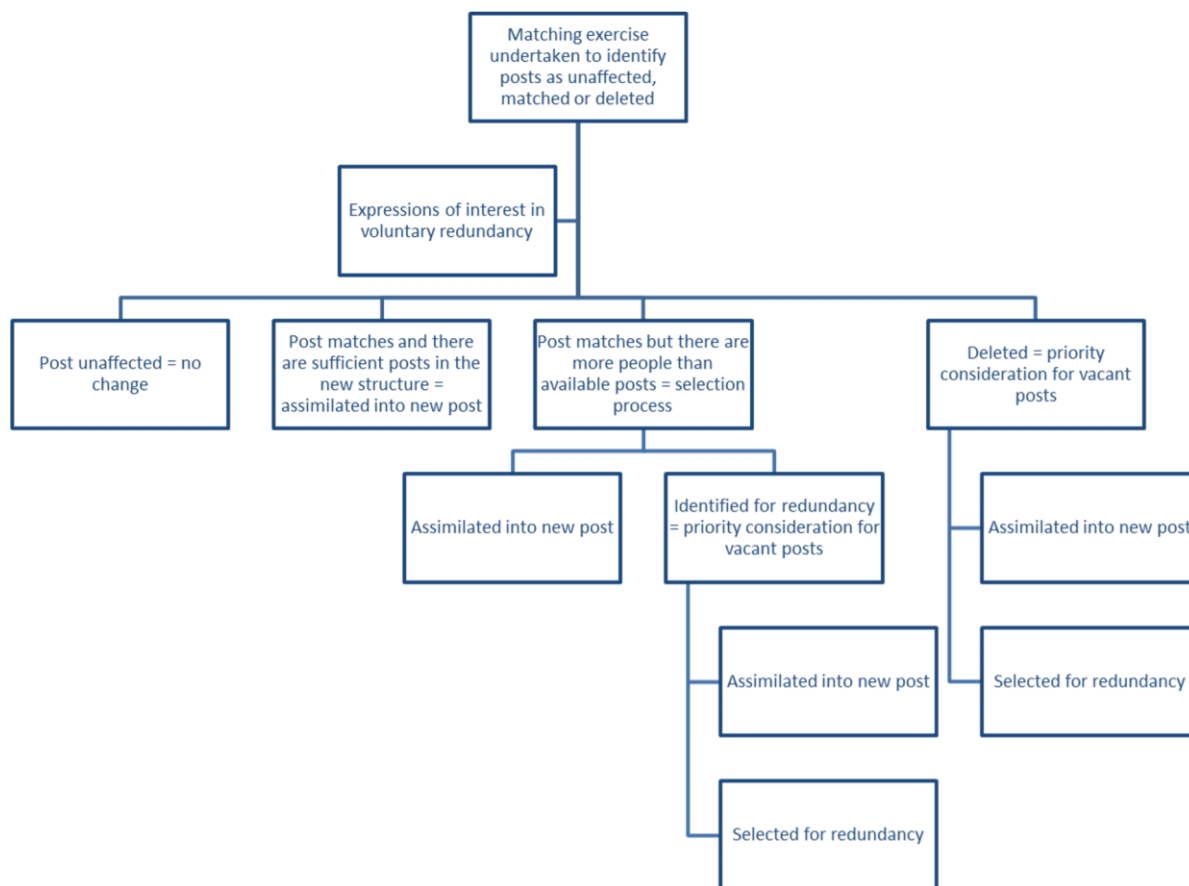 Matching exercise
undertaken to identify
posts as unaffected,
matched or deleted
Expressions of interest in
voluntary redundancy
Post unaffected = no
change
Post matches and there
are sufficient posts in
the new structure =
assimilated into new post
Post matches but there are
more people than
available posts = selection
process
Deleted = priority
consideration for vacant
posts
Assimilated into new post
Identified for redundancy
= priority consideration for
vacant posts
Assimilated into new post
Assimilated into new post
Selected for redundancy
Selected for redundancy